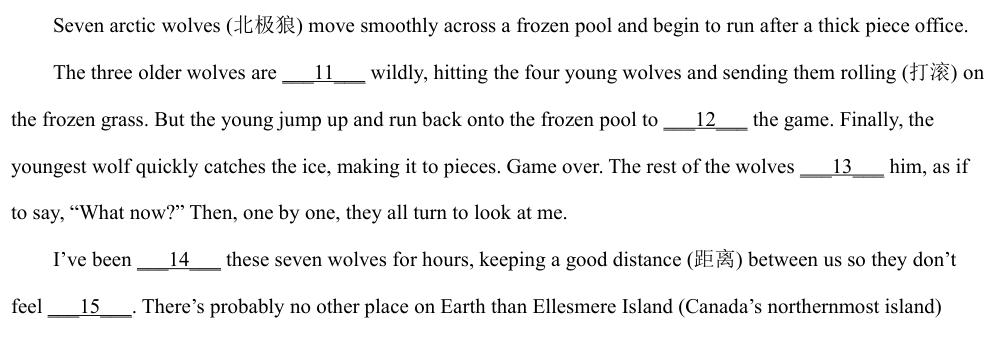 Seven arctic wolves (北极狼) move smoothly across a frozen pool and begin to run after a thick piece office.
The three older wolves are ___11___ wildly, hitting the four young wolves and sending them rolling (打滚) on
the frozen grass. But the young jump up and run back onto the frozen pool to ___12___ the game. Finally, the
youngest wolf quickly catches the ice, making it to pieces. Game over. The rest of the wolves ___13___ him, as if
to say, “What now?” Then, one by one, they all turn to look at me.
I’ve been ___14___ these seven wolves for hours, keeping a good distance (距离) between us so they don’t
feel ___15___. There’s probably no other place on Earth than Ellesmere Island (Canada’s northernmost island)